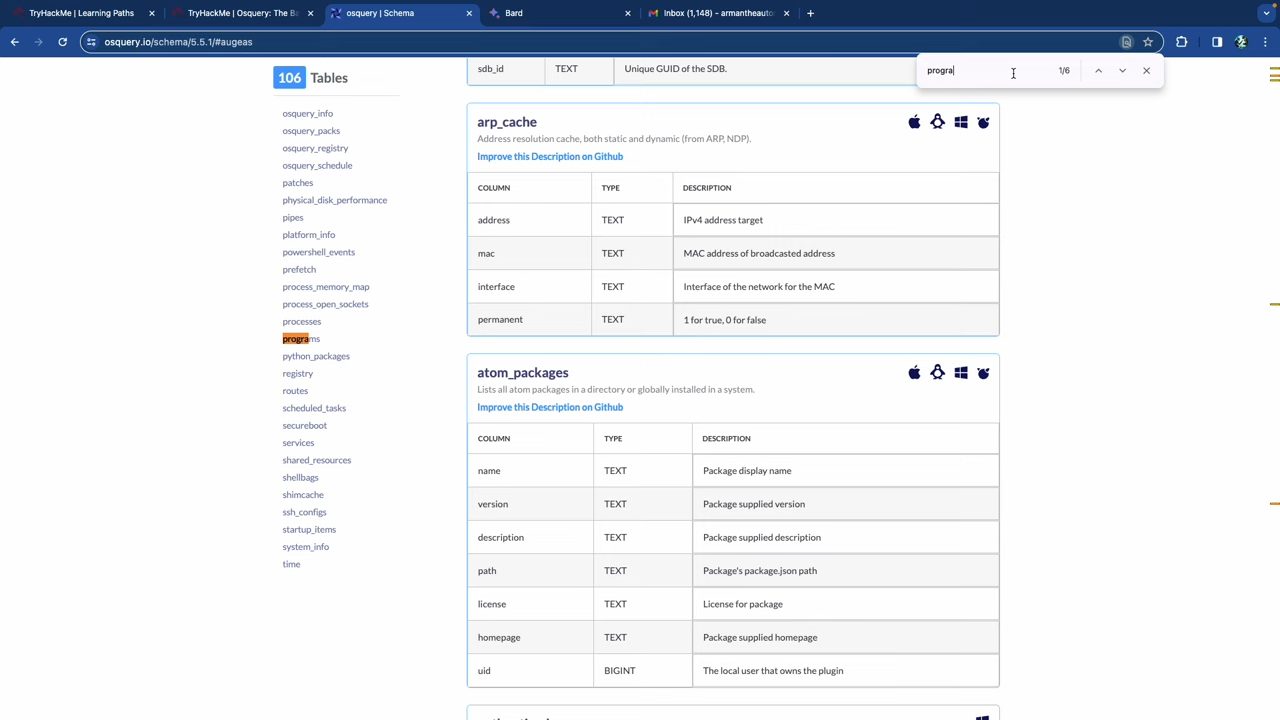 TryHackMe | Learning Paths
TryHackMe | Osquery: The Ba
osquery | Schema
Bard
Inbox (1,148) - armantheauto
osquery.io/schema/5.5.1/#augeas
progra
1/6
106 Tables
osquery_info
osquery_packs
osquery_registry
osquery_schedule
patches
physical_disk_performance
pipes
platform_info
powershell_events
prefetch
process_memory_map
process_open_sockets
processes
programs
python_packages
registry
routes
scheduled_tasks
secureboot
services
shared_resources
shellbags
shimcache
ssh_configs
startup_items
system_info
time
sdb_id TEXT Unique GUID of the SDB.
arp_cache
Address resolution cache, both static and dynamic (from ARP, NDP).
Improve this Description on Github
COLUMN TYPE DESCRIPTION
address TEXT IPv4 address target
mac TEXT MAC address of broadcasted address
interface TEXT Interface of the network for the MAC
permanent TEXT 1 for true, 0 for false
atom_packages
Lists all atom packages in a directory or globally installed in a system.
Improve this Description on Github
COLUMN TYPE DESCRIPTION
name TEXT Package display name
version TEXT Package supplied version
description TEXT Package supplied description
path TEXT Package's package.json path
license TEXT License for package
homepage TEXT Package supplied homepage
uid BIGINT The local user that owns the plugin